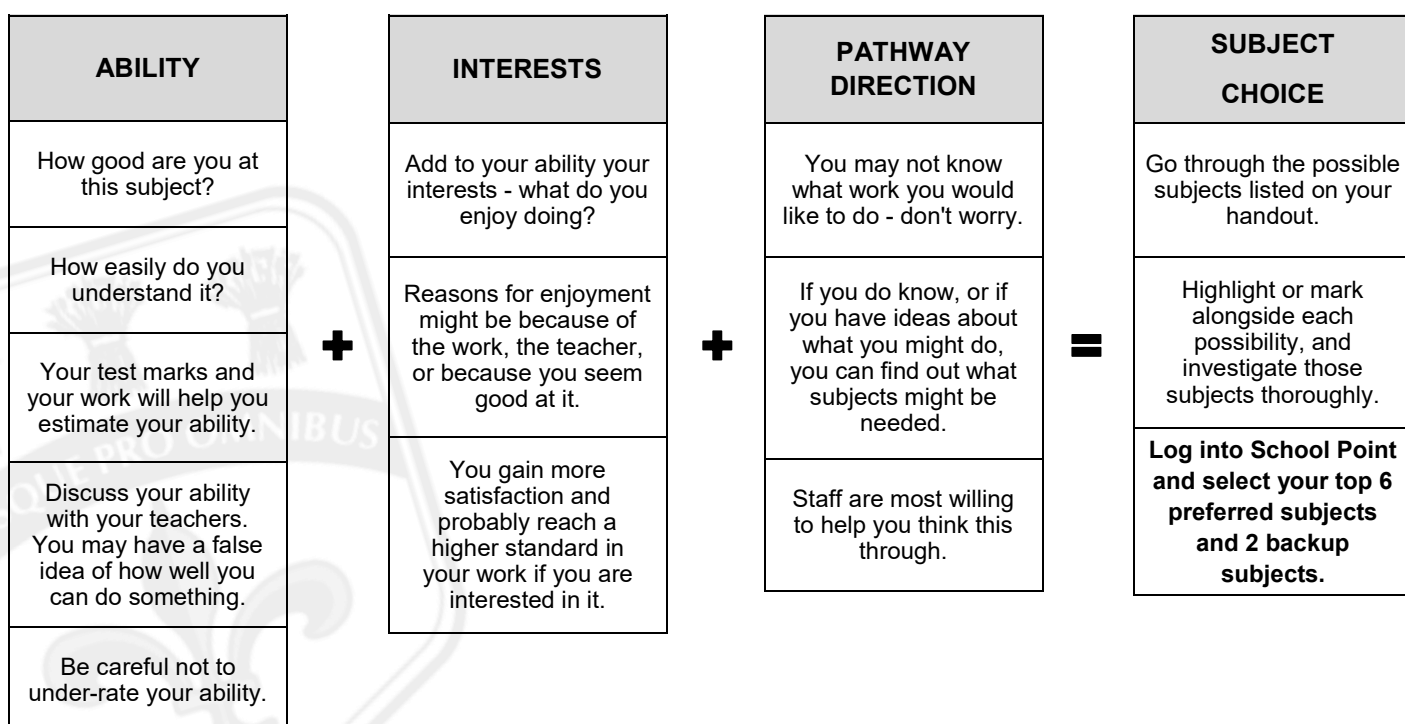 ABILITY
How good are you at
this subject?
How easily do you
understand it?
Your test marks and
your work will help you
estimate your ability.
Discuss your ability
with your teachers.
You may have a false
idea of how well you
can do something.
Be careful not to
under-rate your ability.
+
INTERESTS
Add to your ability your
interests - what do you
enjoy doing?
Reasons for enjoyment
might be because of
the work, the teacher,
or because you seem
good at it.
You gain more
satisfaction and
probably reach a
higher standard in
your work if you are
interested in it.
+
PATHWAY
DIRECTION
You may not know
what work you would
like to do - don't worry.
If you do know, or if
you have ideas about
what you might do,
you can find out what
subjects might be
needed.
Staff are most willing
to help you think this
through.
=
SUBJECT
CHOICE
Go through the possible
subjects listed on your
handout.
Highlight or mark
alongside each
possibility, and
investigate those
subjects thoroughly.
Log into School Point
and select your top 6
preferred subjects
and 2 backup
subjects.
PRO OMNIBUS